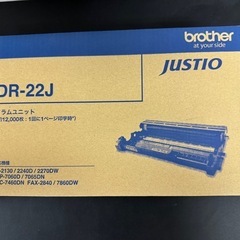 brother
at your side
DR-22J
JUSTIO
ラムユニット
12,000枚：1回に1ページ印字時
2130 / 2240D / 2270DW
P-7060D / 7065DN
C-7460DN FAX-2840 / 7860DW